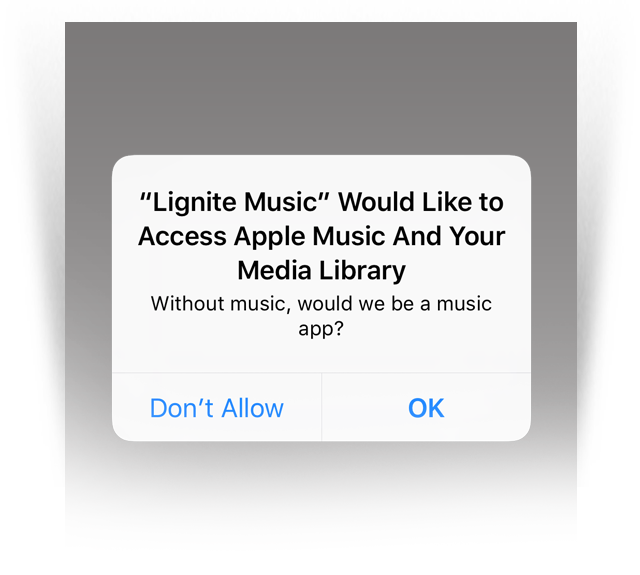 “Lignite Music” Would Like to
Access Apple Music And Your
Media Library
Without music, would we be a music
app?
Don’t Allow
OK